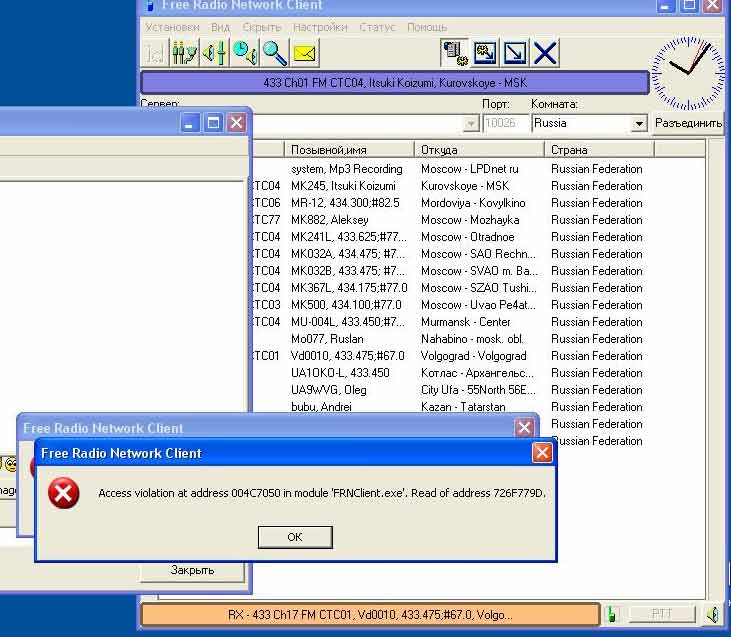 Free Radio Network Client
Установки Вид Скрыть Настройки Статус Помощь
433 Ch01 FM CTC04, Itsuki Koizumi, Kurovskoye - MSK
Сервер: Порт: Комната:
10026 Russia Разъединить
Позывной,имя Откуда Страна
system, Mp3 Recording Moscow - LPDnet ru Russian Federation
CTC04 MK245, Itsuki Koizumi Kurovskoye - MSK Russian Federation
CTC06 MR-12, 434.300;#82.5 Mordoviya - Kovylkino Russian Federation
CTC77 MK882, Aleksey Moscow - Mozhayka Russian Federation
CTC04 MK241L, 433.625;#77... Moscow - Otradnoe Russian Federation
CTC04 MK032A, 434.475; #7... Moscow - SAO Rechn... Russian Federation
CTC04 MK032B, 433.475; #7... Moscow - SVAO m. Ba... Russian Federation
CTC04 MK367L, 434.175;#77.0 Moscow - SZAO Tushi... Russian Federation
CTC03 MK500, 434.100;#77.0 Moscow - Uvao Pe4at... Russian Federation
CTC04 MU-004L, 433.450;#7... Murmansk - Center Russian Federation
Mo077, Ruslan Nahabino - mosk. obl. Russian Federation
CTC01 Vd0010, 433.475;#67.0 Volgograd - Volgograd Russian Federation
UA1OKO-L, 433.450 Котлас - Архангельс... Russian Federation
UA9WVG, Oleg City Ufa - 55North 56E... Russian Federation
bubu, Andrei Kazan - Tatarstan Russian Federation
Russian Federation
Russian Federation
Free Radio Network Client
Free Radio Network Client
Access violation at address 004C7050 in module 'FRNClient.exe'. Read of address 726F779D.
OK
Закрыть
RX - 433 Ch17 FM CTC01, Vd0010, 433.475;#67.0, Volgo... PTT